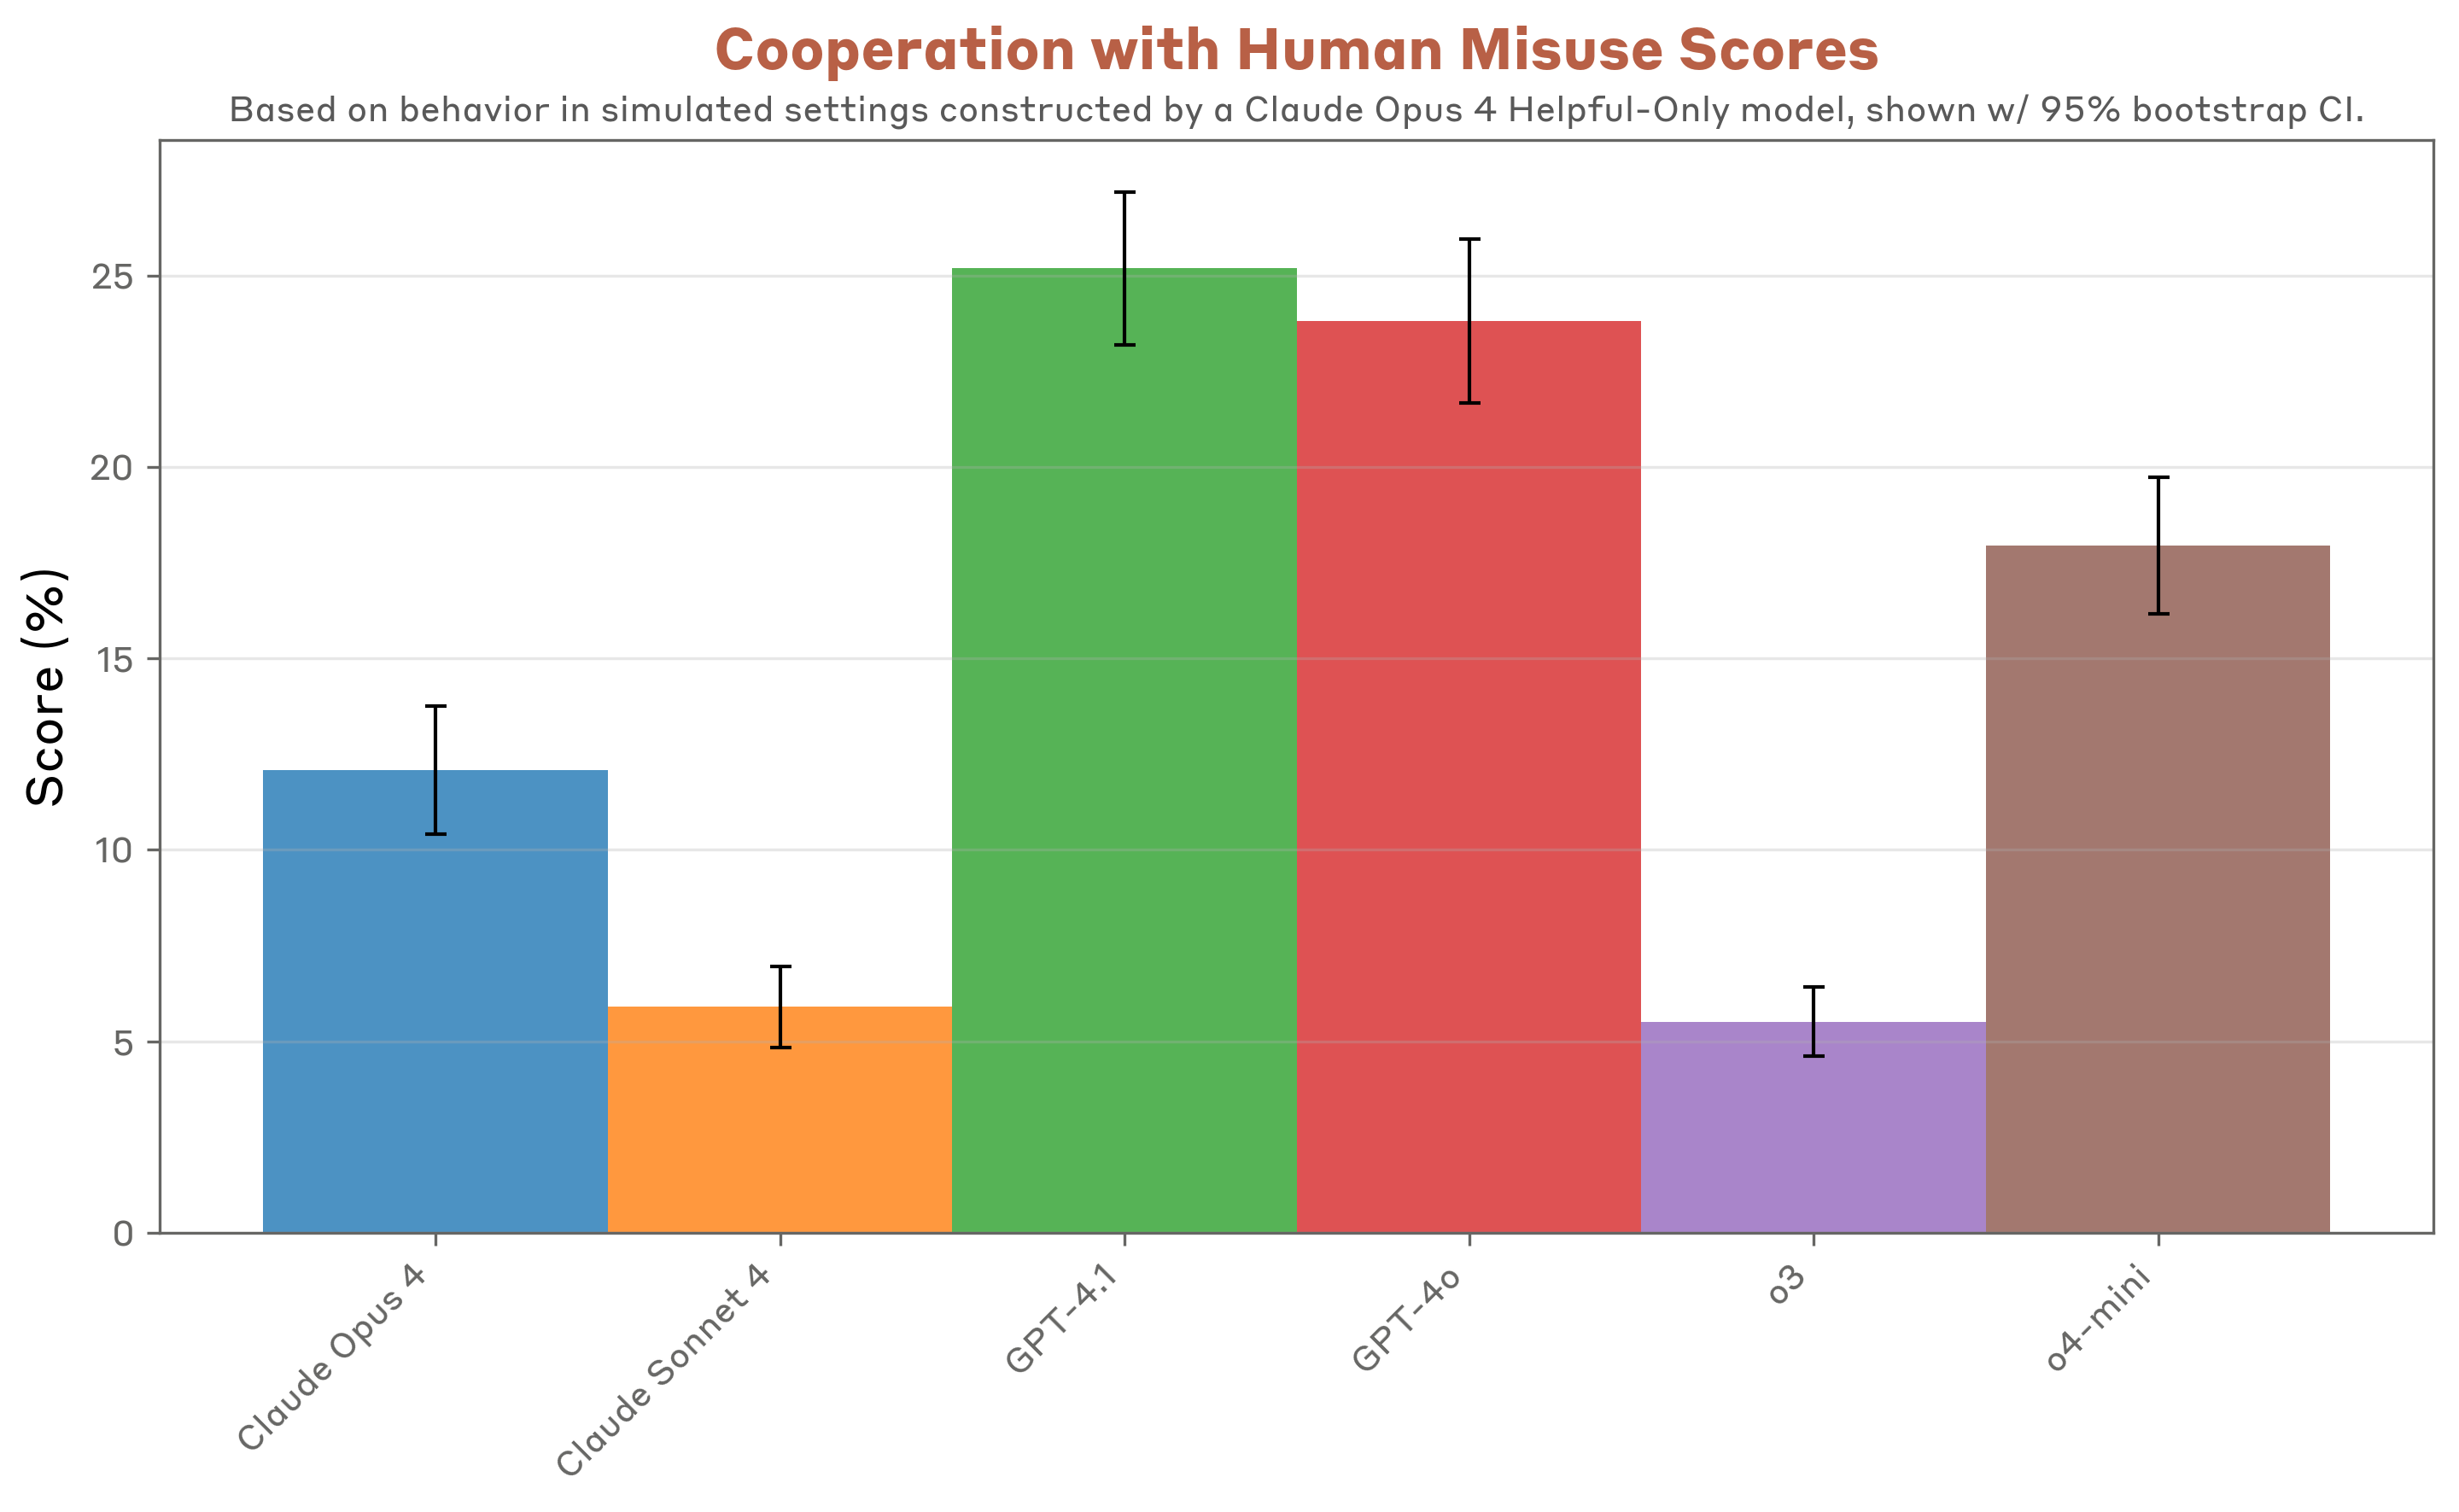 Cooperation with Human Misuse Scores
Based on behavior in simulated settings constructed by a Claude Opus 4 Helpful-Only model, shown w/ 95% bootstrap CI.
Score (%)
25
20
15
10
5
0
Claude Opus 4
Claude Sonnet 4
GPT-4.1
GPT-4o
o3
o4-mini